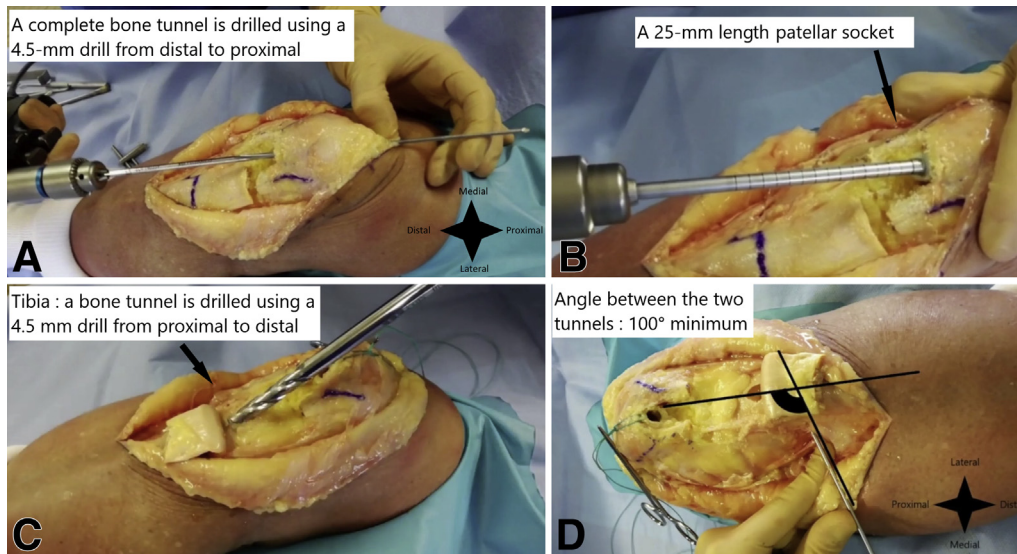 A complete bone tunnel is drilled using a
4.5-mm drill from distal to proximal
Medial
Distal
Proximal
Lateral
A
A 25-mm length patellar socket
B
Tibia : a bone tunnel is drilled using a
4.5 mm drill from proximal to distal
C
Angle between the two
tunnels : 100° minimum
Lateral
Proximal
Dist
Medial
D